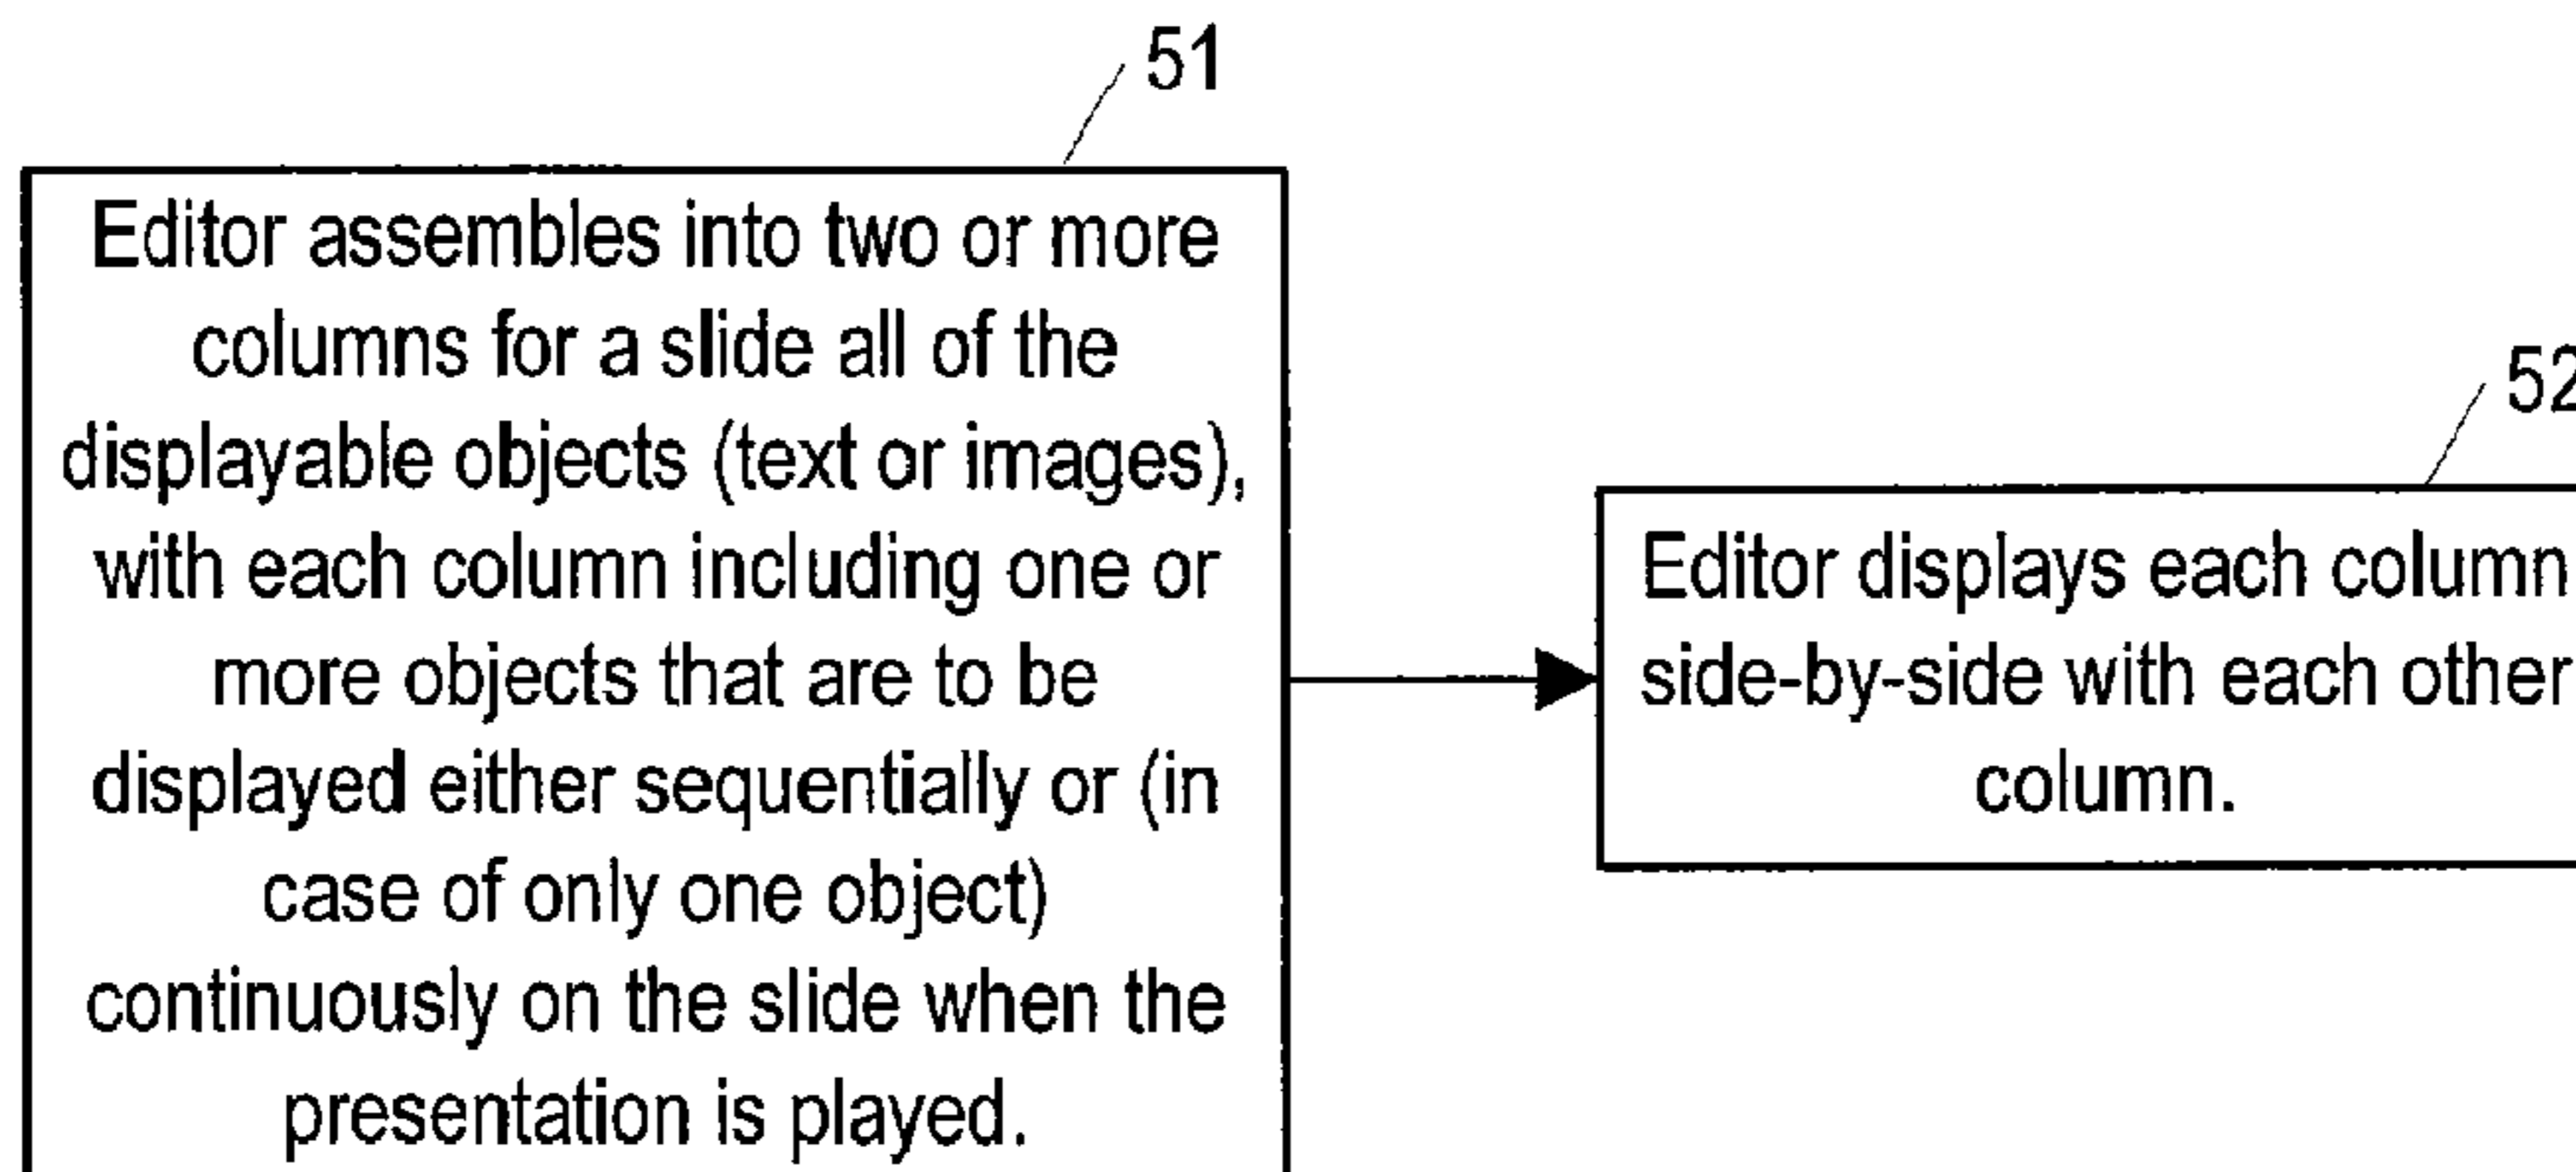 51
Editor assembles into two or more
columns for a slide all of the
displayable objects (text or images),
with each column including one or
more objects that are to be
displayed either sequentially or (in
case of only one object)
continuously on the slide when the
presentation is played.
52
Editor displays each column
side-by-side with each other
column.